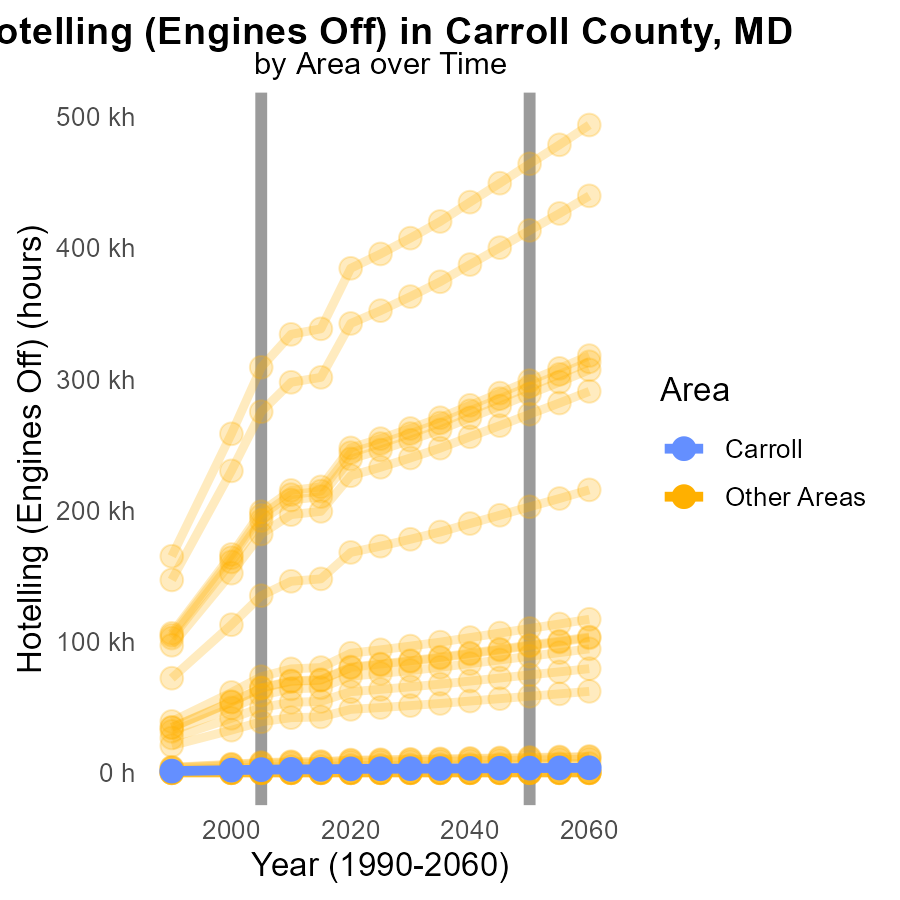 otelling (Engines Off) in Carroll County, MD
by Area over Time
500 kh
400 kh
300 kh
200 kh
100 kh
0 h
Hotelling (Engines Off) (hours)
2000
2020
2040
2060
Year (1990-2060)
Area
Carroll
Other Areas